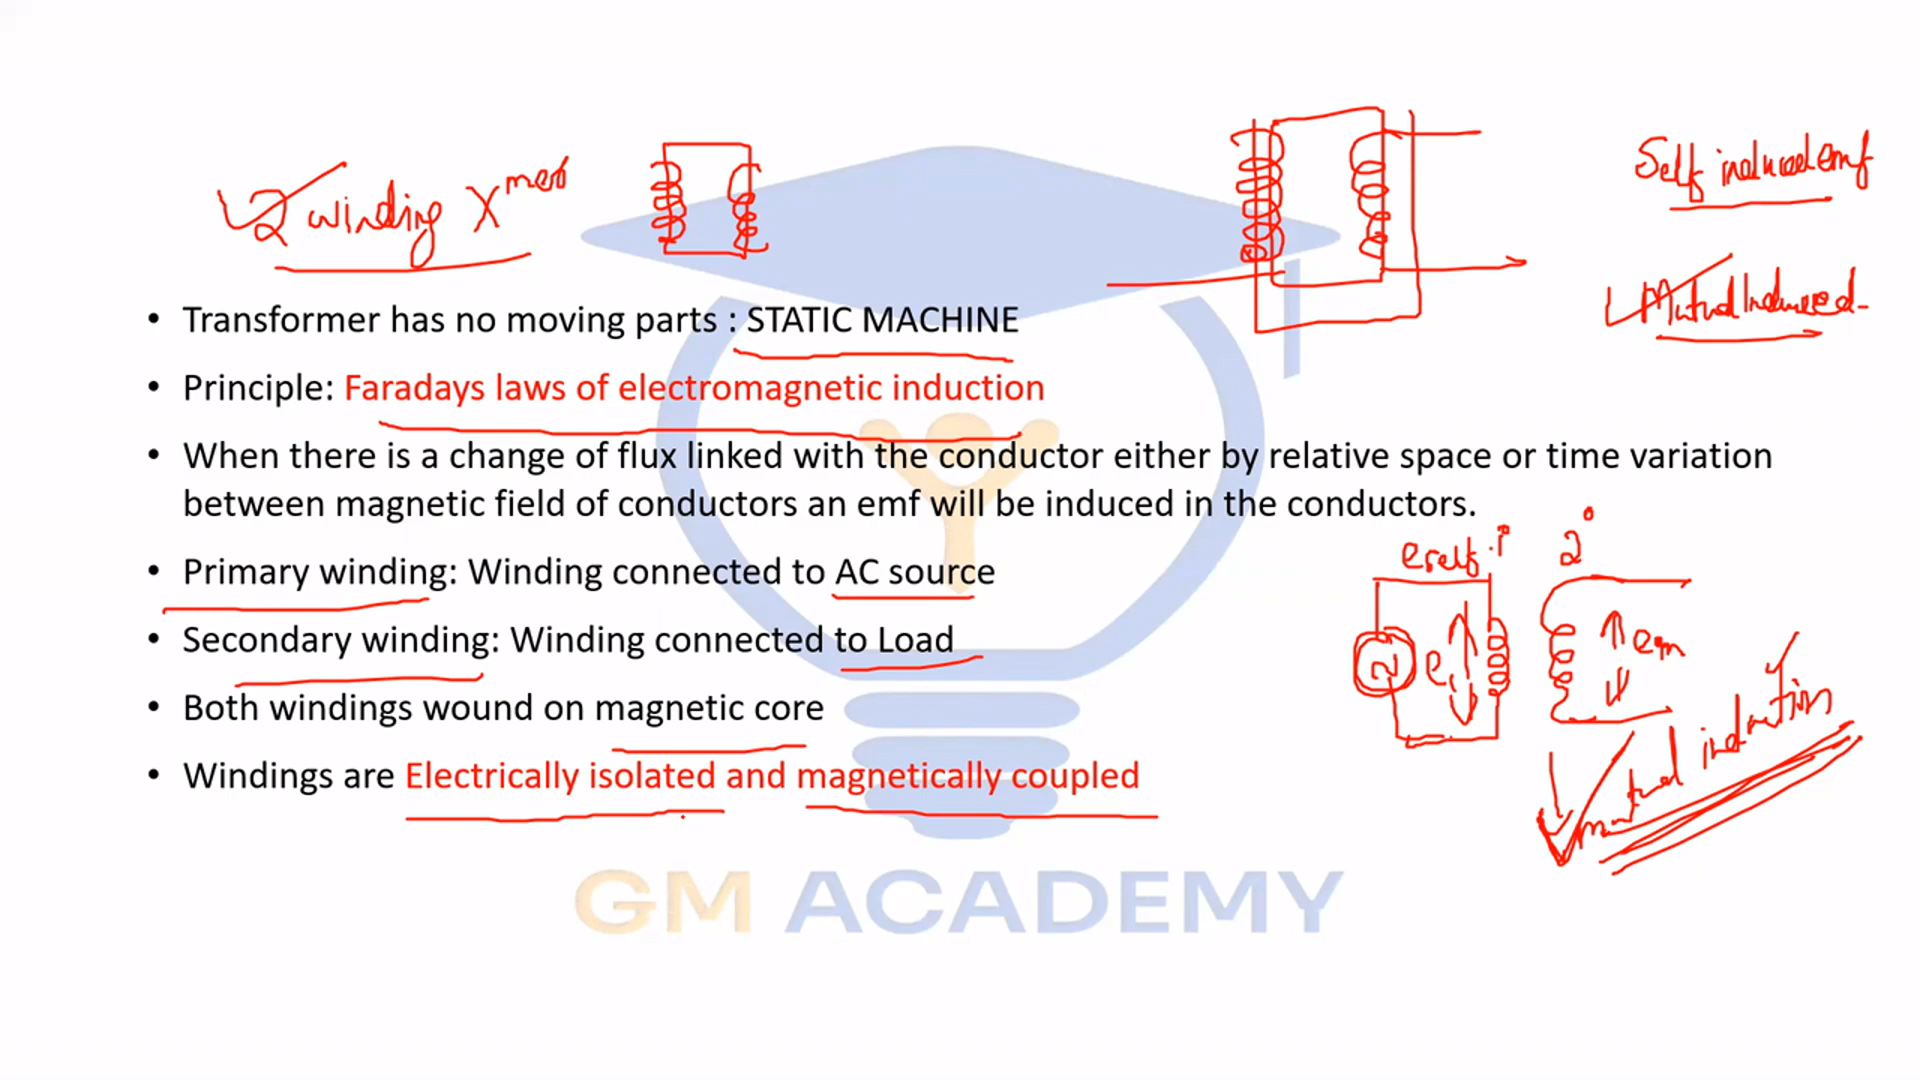 2 winding Xmer
Self induced emf
Mutual Induced
• Transformer has no moving parts : STATIC MACHINE
• Principle: Faradays laws of electromagnetic induction
• When there is a change of flux linked with the conductor either by relative space or time variation
between magnetic field of conductors an emf will be induced in the conductors.
eself 1° 2°
• Primary winding: Winding connected to AC source
• Secondary winding: Winding connected to Load
e em
• Both windings wound on magnetic core
mutual induction
• Windings are Electrically isolated and magnetically coupled
GM ACADEMY